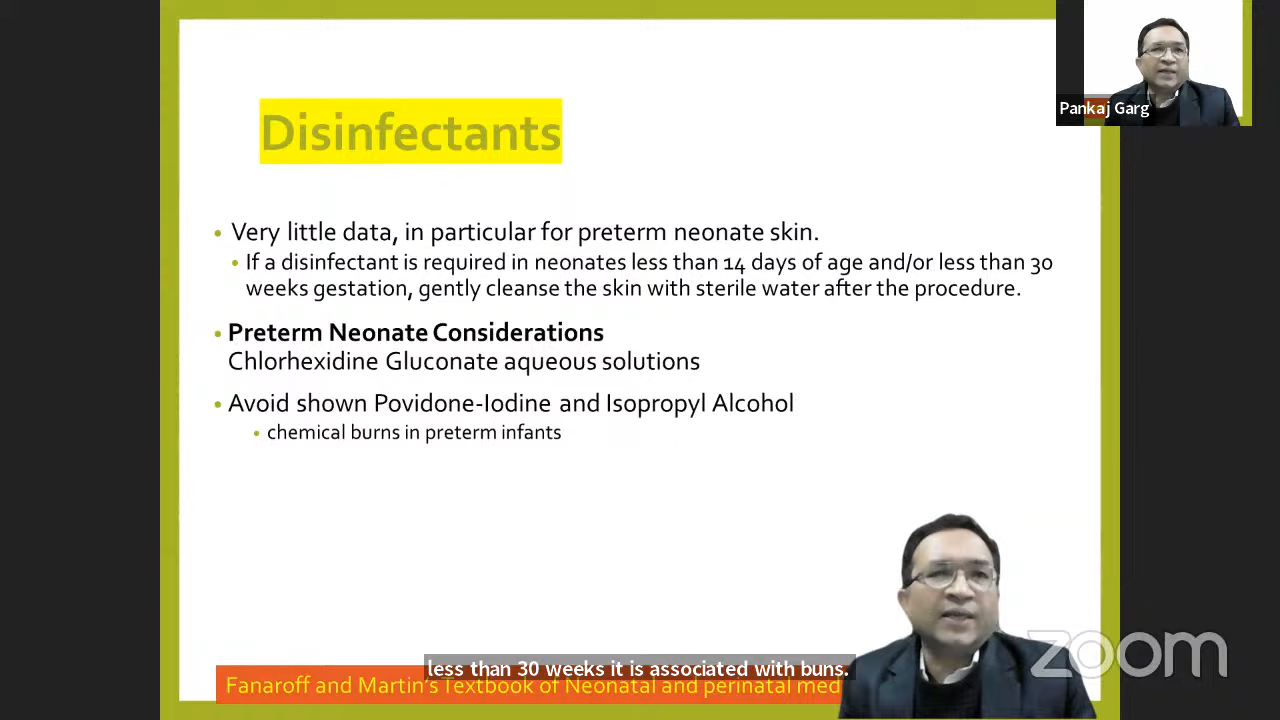 Pankaj Garg
Disinfectants
• Very little data, in particular for preterm neonate skin.
• If a disinfectant is required in neonates less than 14 days of age and/or less than 30
weeks gestation, gently cleanse the skin with sterile water after the procedure.
• Preterm Neonate Considerations
Chlorhexidine Gluconate aqueous solutions
• Avoid shown Povidone-Iodine and Isopropyl Alcohol
• chemical burns in preterm infants
zoom
less than 30 weeks it is associated with buns.
Fanaroff and Martin's Textbook of Neonatal and perinatal med